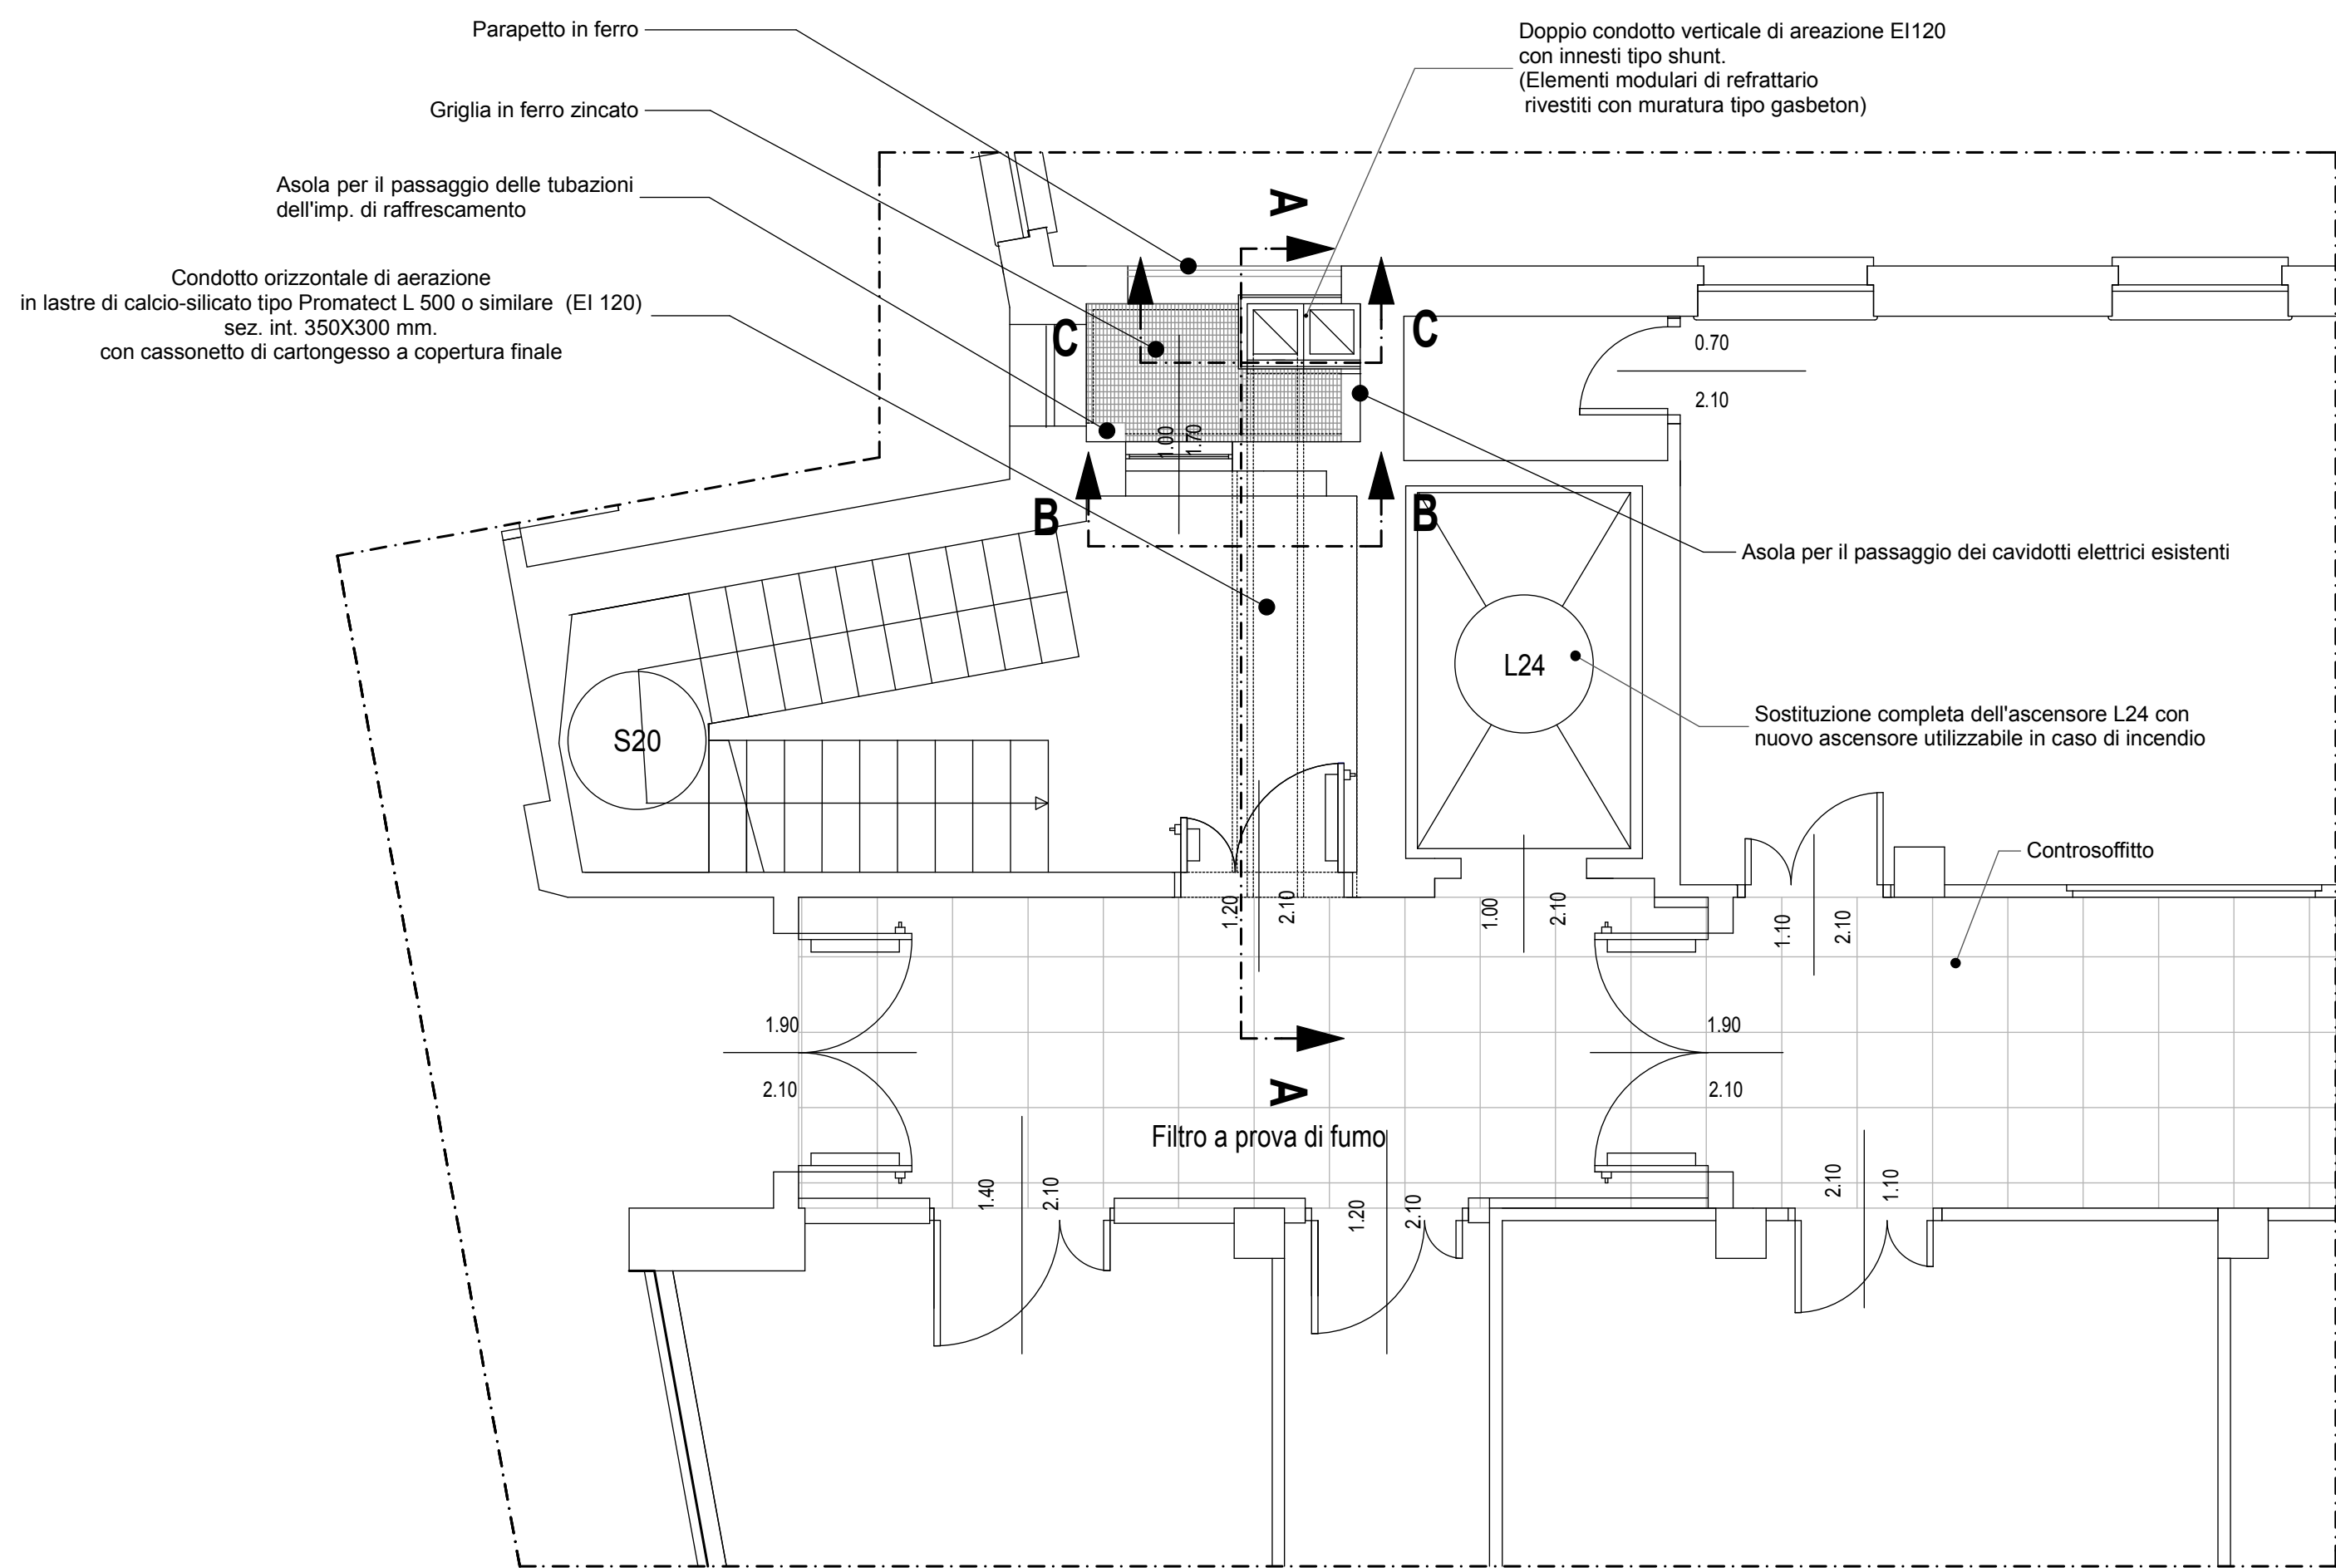 Parapetto in ferro
Doppio condotto verticale di areazione EI120
con innesti tipo shunt.
(Elementi modulari di refrattario
rivestiti con muratura tipo gasbeton)
Griglia in ferro zincato
Asola per il passaggio delle tubazioni
dell'imp. di raffrescamento
A
Condotto orizzontale di aerazione
in lastre di calcio-silicato tipo Promatect L 500 o similare (EI 120)
sez. int. 350X300 mm.
con cassonetto di cartongesso a copertura finale
C
C
0.70
2.10
1.00
1.70
B
B
Asola per il passaggio dei cavidotti elettrici esistenti
L24
Sostituzione completa dell'ascensore L24 con
nuovo ascensore utilizzabile in caso di incendio
S20
Controsoffitto
1.20
2.10
1.00
2.10
1.10
2.10
1.90
2.10
1.90
2.10
A
Filtro a prova di fumo
1.40
2.10
1.20
2.10
2.10
1.10